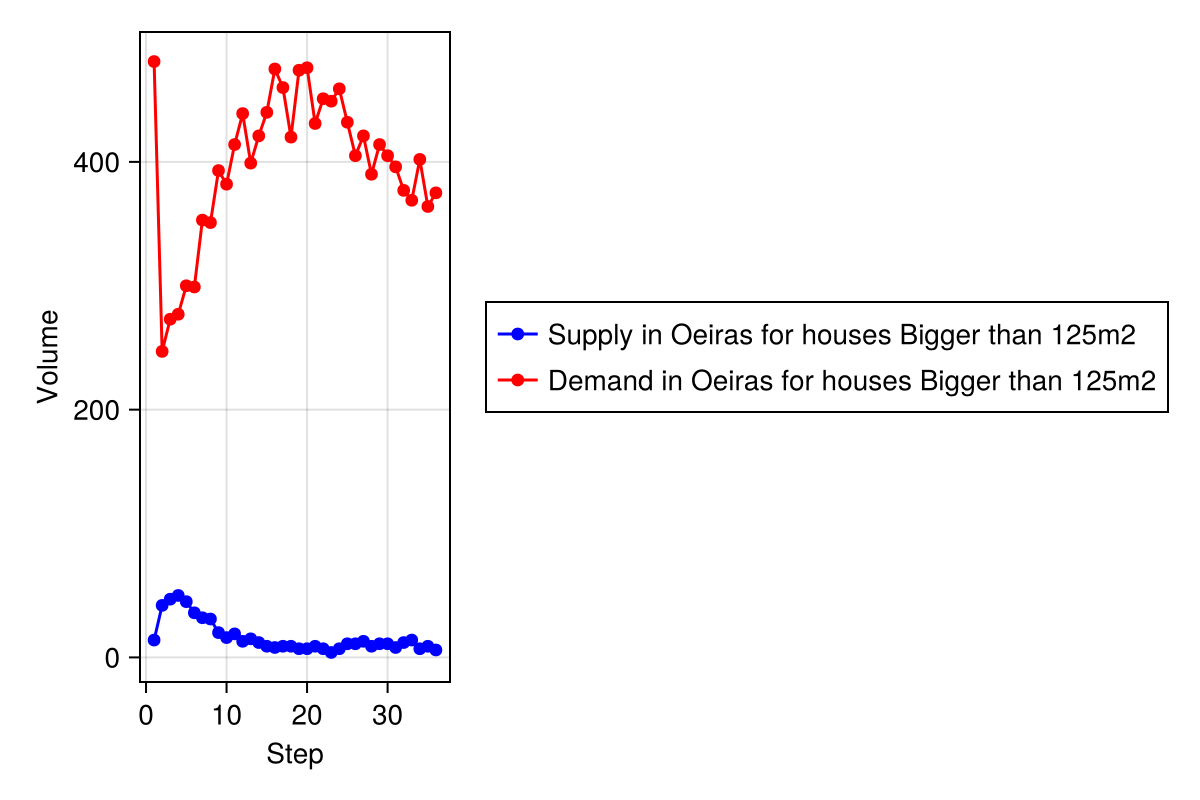 Volume
400
200
0
0 10 20 30
Step
Supply in Oeiras for houses Bigger than 125m2
Demand in Oeiras for houses Bigger than 125m2